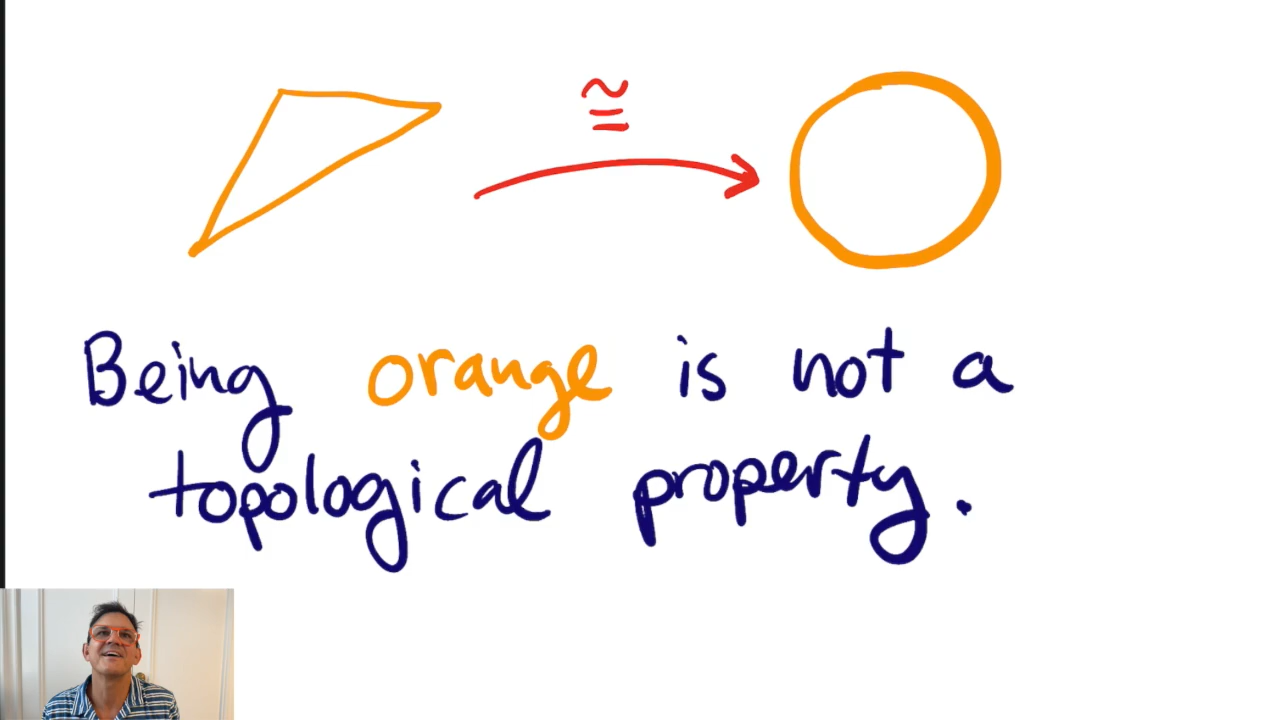 ≅
Being orange is not a
topological property.